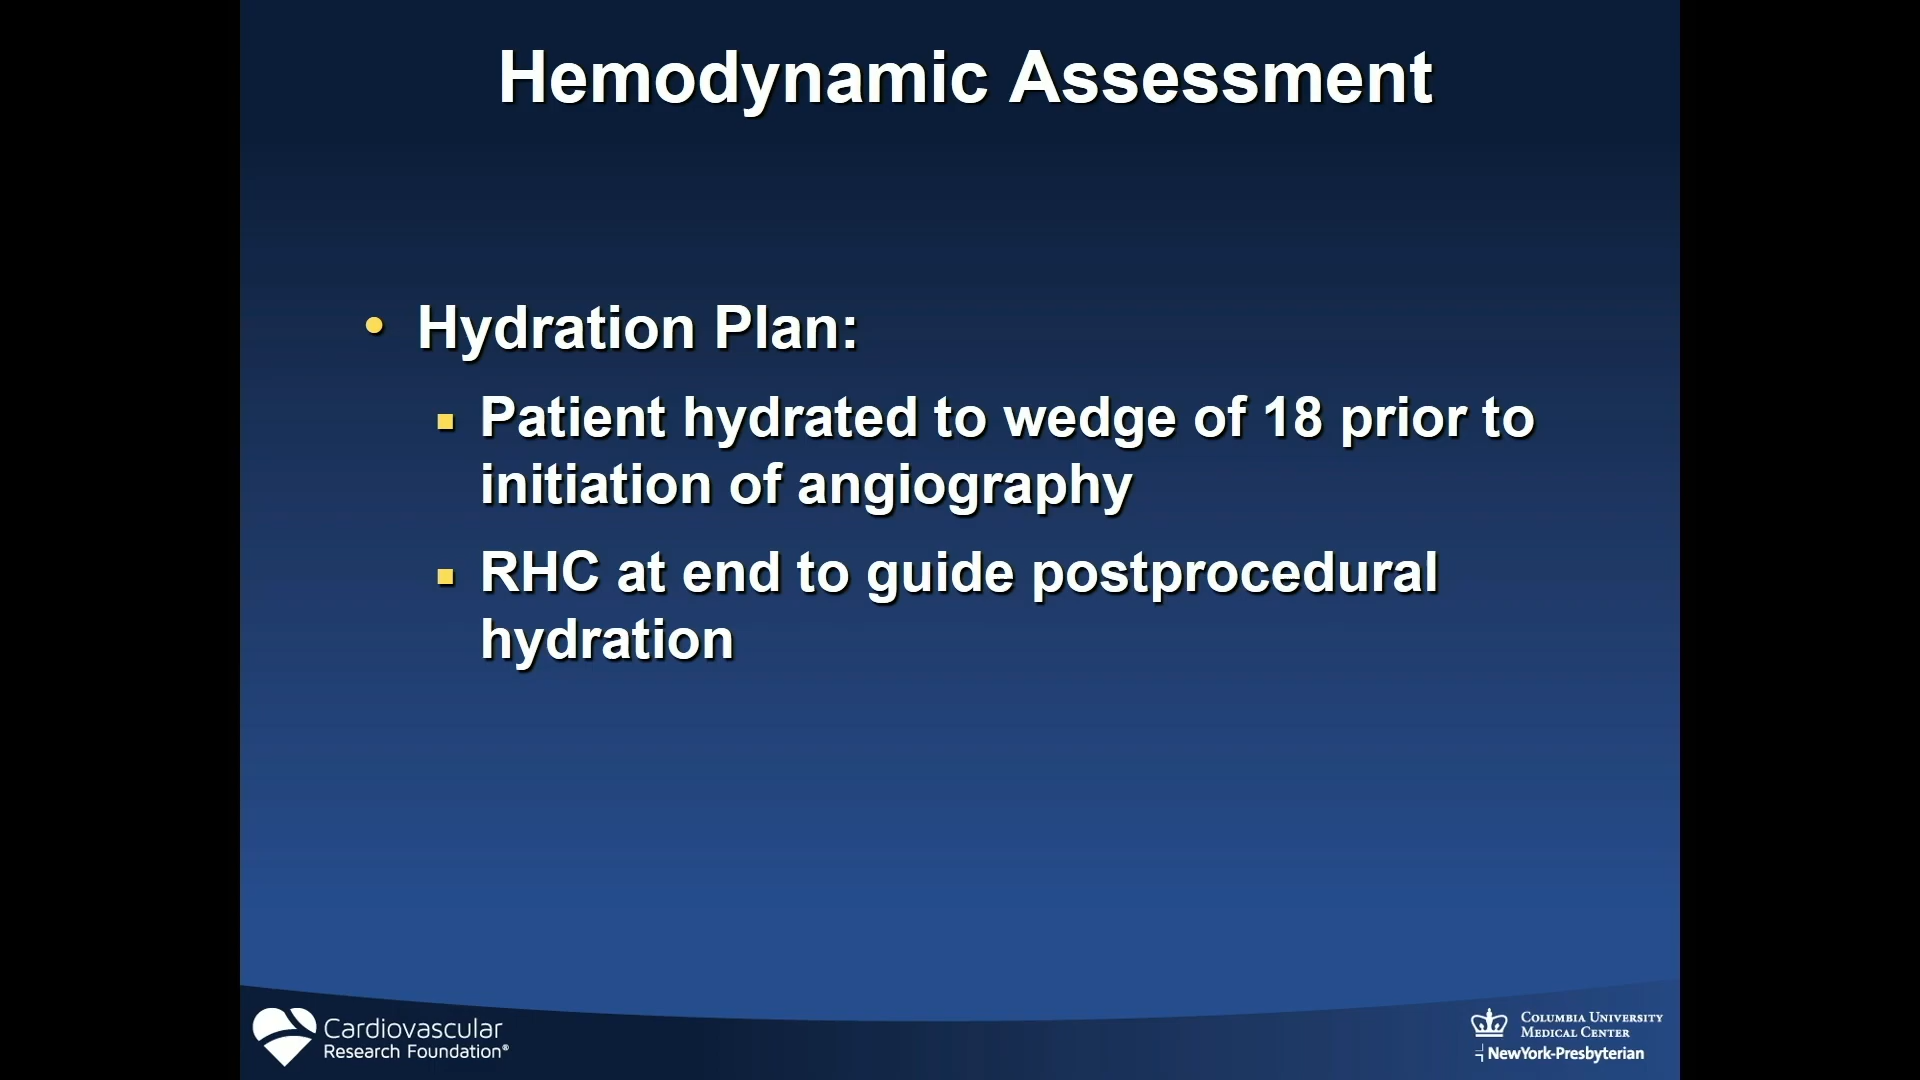 Hemodynamic Assessment
• Hydration Plan:
▪ Patient hydrated to wedge of 18 prior to
initiation of angiography
▪ RHC at end to guide postprocedural
hydration
Cardiovascular
Research Foundation®
COLUMBIA UNIVERSITY
MEDICAL CENTER
NewYork-Presbyterian